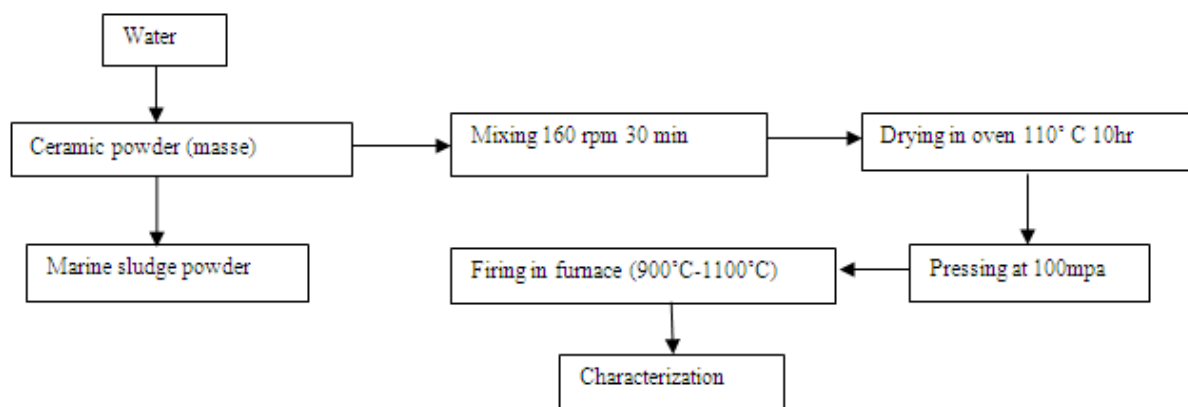 Water
Ceramic powder (masse)
Mixing 160 rpm 30 min
Drying in oven 110° C 10hr
Marine sludge powder
Firing in furnace (900°C-1100°C)
Pressing at 100mpa
Characterization